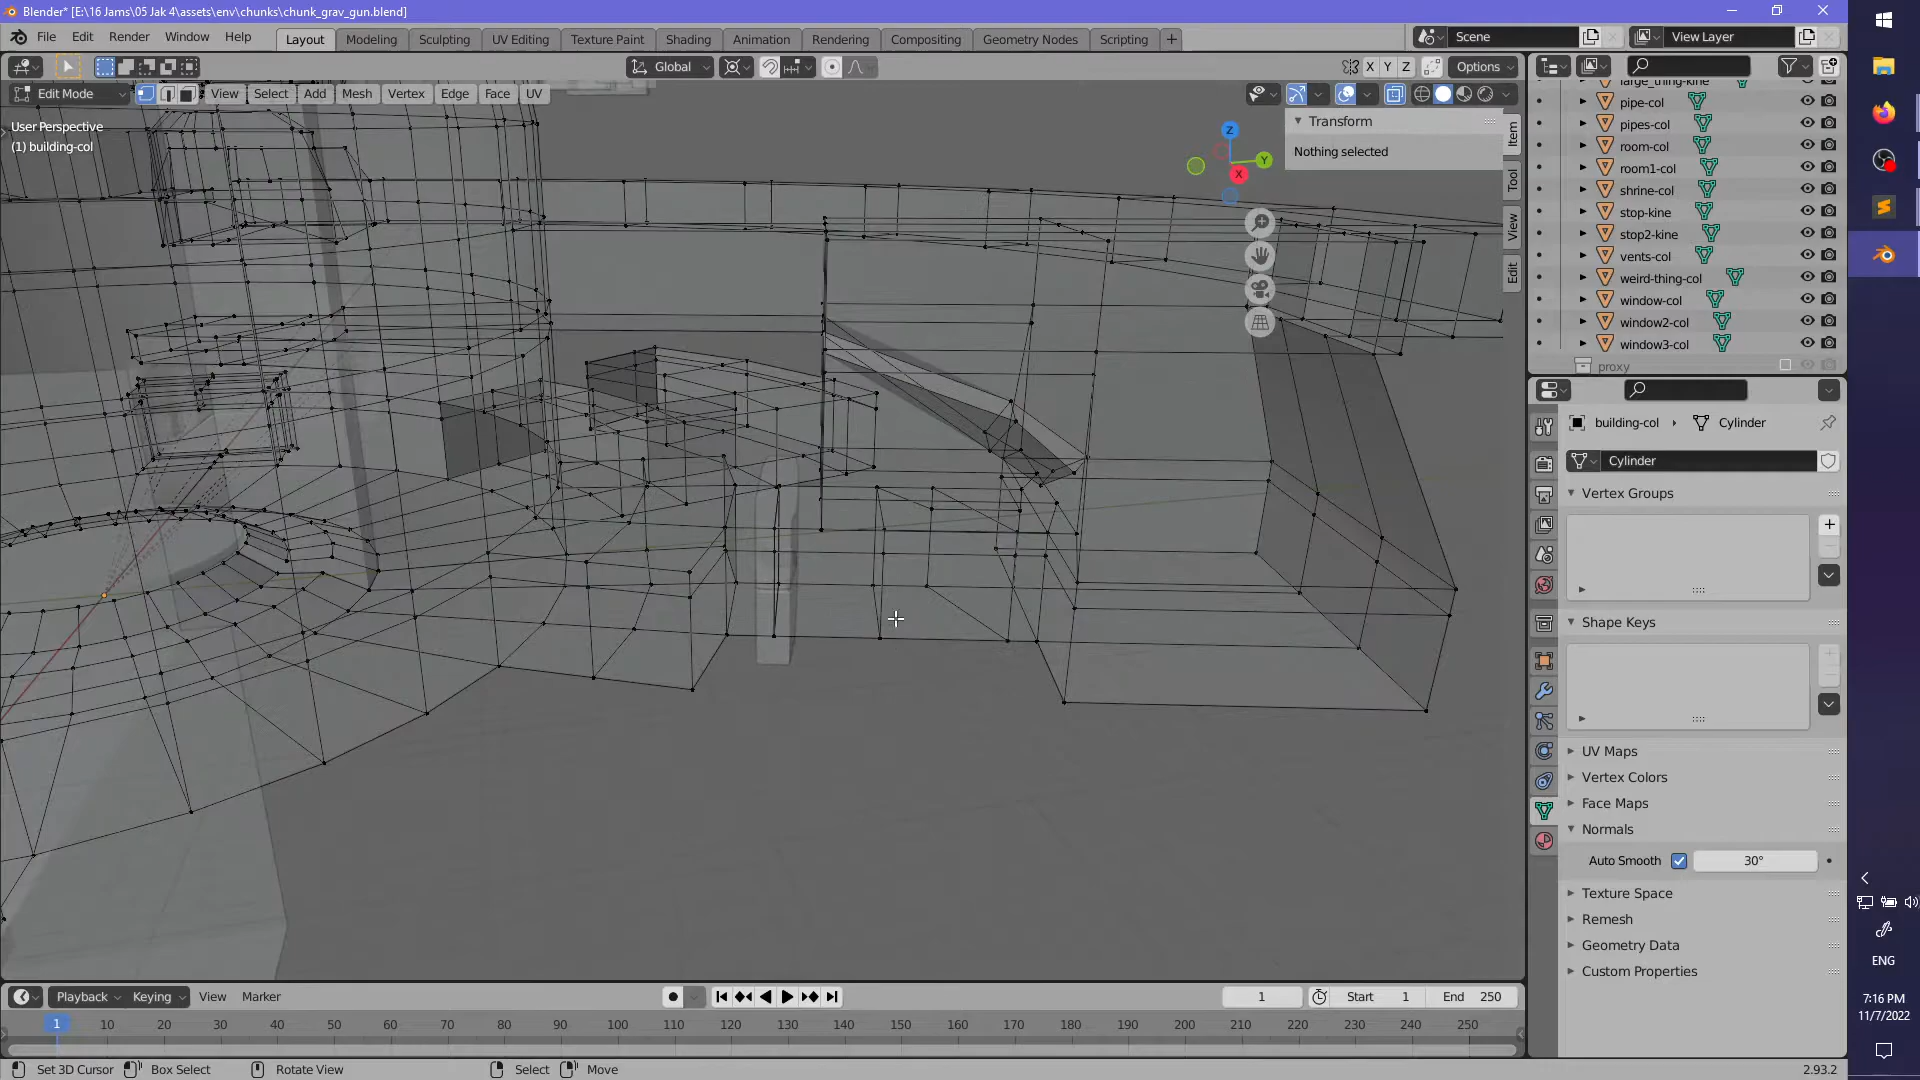 Blender* [E:\16 Jams\05 Jak 4\assets\env\chunks\chunk_grav_gun.blend]
File Edit Render Window Help Layout Modeling Sculpting UV Editing Texture Paint Shading Animation Rendering Compositing Geometry Nodes Scripting + Scene View Layer
Global X Y Z Options
Edit Mode View Select Add Mesh Vertex Edge Face UV
User Perspective
(1) building-col
Z
Y
X
Transform
Nothing selected
Item
Tool
View
Edit
large_thing-kine
pipe-col
pipes-col
room-col
room1-col
shrine-col
stop-kine
stop2-kine
vents-col
weird-thing-col
window-col
window2-col
window3-col
proxy
building-col Cylinder
Cylinder
Vertex Groups
Shape Keys
UV Maps
Vertex Colors
Face Maps
Normals
Auto Smooth 30°
Texture Space
Remesh
Geometry Data
Custom Properties
Playback Keying View Marker 1 Start 1 End 250
1 10 20 30 40 50 60 70 80 90 100 110 120 130 140 150 160 170 180 190 200 210 220 230 240 250
Set 3D Cursor Box Select Rotate View Select Move 2.93.2
ENG
7:16 PM
11/7/2022